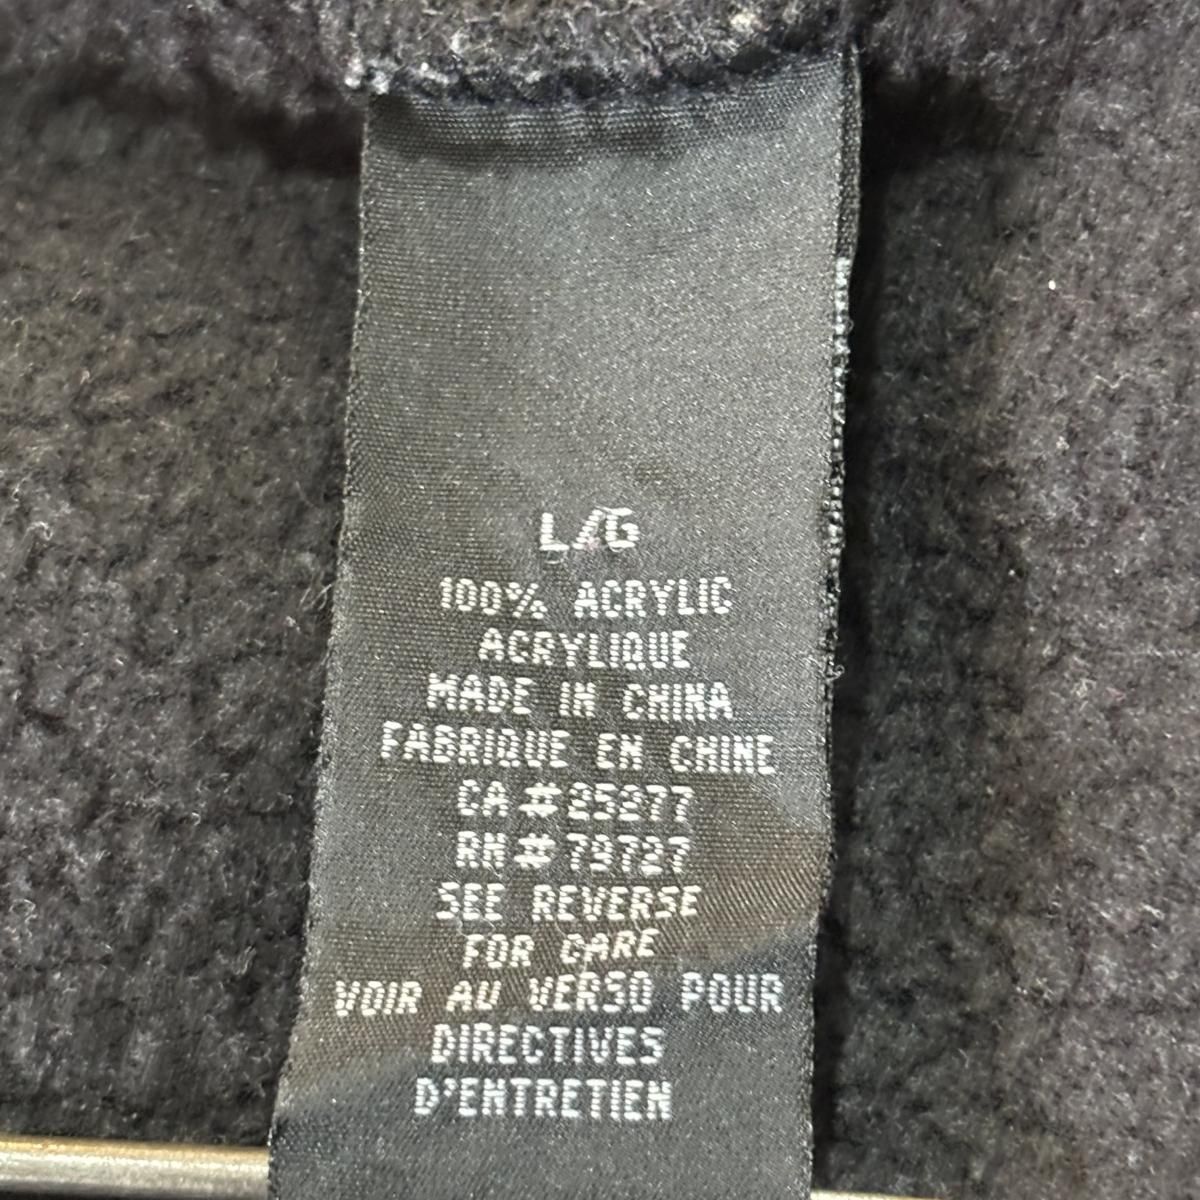 L/G
100% ACRYLIC
ACRYLIQUE
MADE IN CHINA
FABRIQUE EN CHINE
CA#25277
RN#79727
SEE REVERSE
FOR CARE
VOIR AU VERSO POUR
DIRECTIVES
D'ENTRETIEN